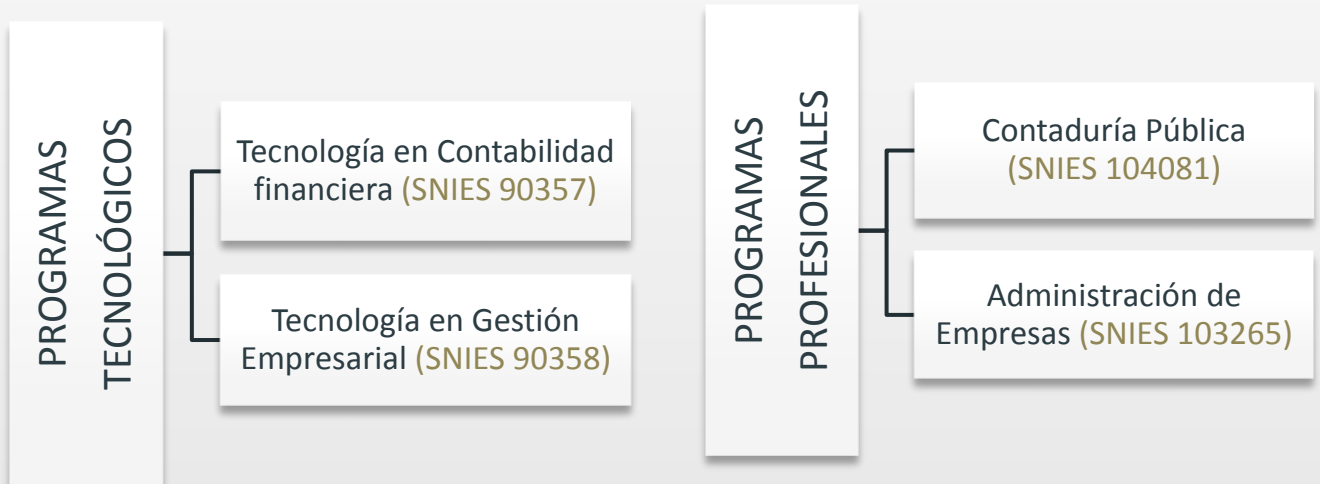 PROGRAMAS
TECNOLÓGICOS
Tecnología en Contabilidad
financiera (SNIES 90357)
Tecnología en Gestión
Empresarial (SNIES 90358)
PROGRAMAS
PROFESIONALES
Contaduría Pública
(SNIES 104081)
Administración de
Empresas (SNIES 103265)